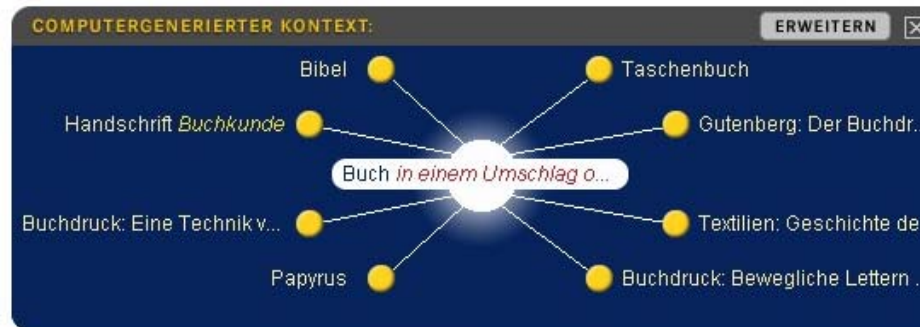 COMPUTERGENERIERTER KONTEXT:
ERWEITERN
Bibel
Taschenbuch
Handschrift Buchkunde
Gutenberg: Der Buchdr...
Buch in einem Umschlag o...
Buchdruck: Eine Technik v...
Textilien: Geschichte de
Papyrus
Buchdruck: Bewegliche Lettern .